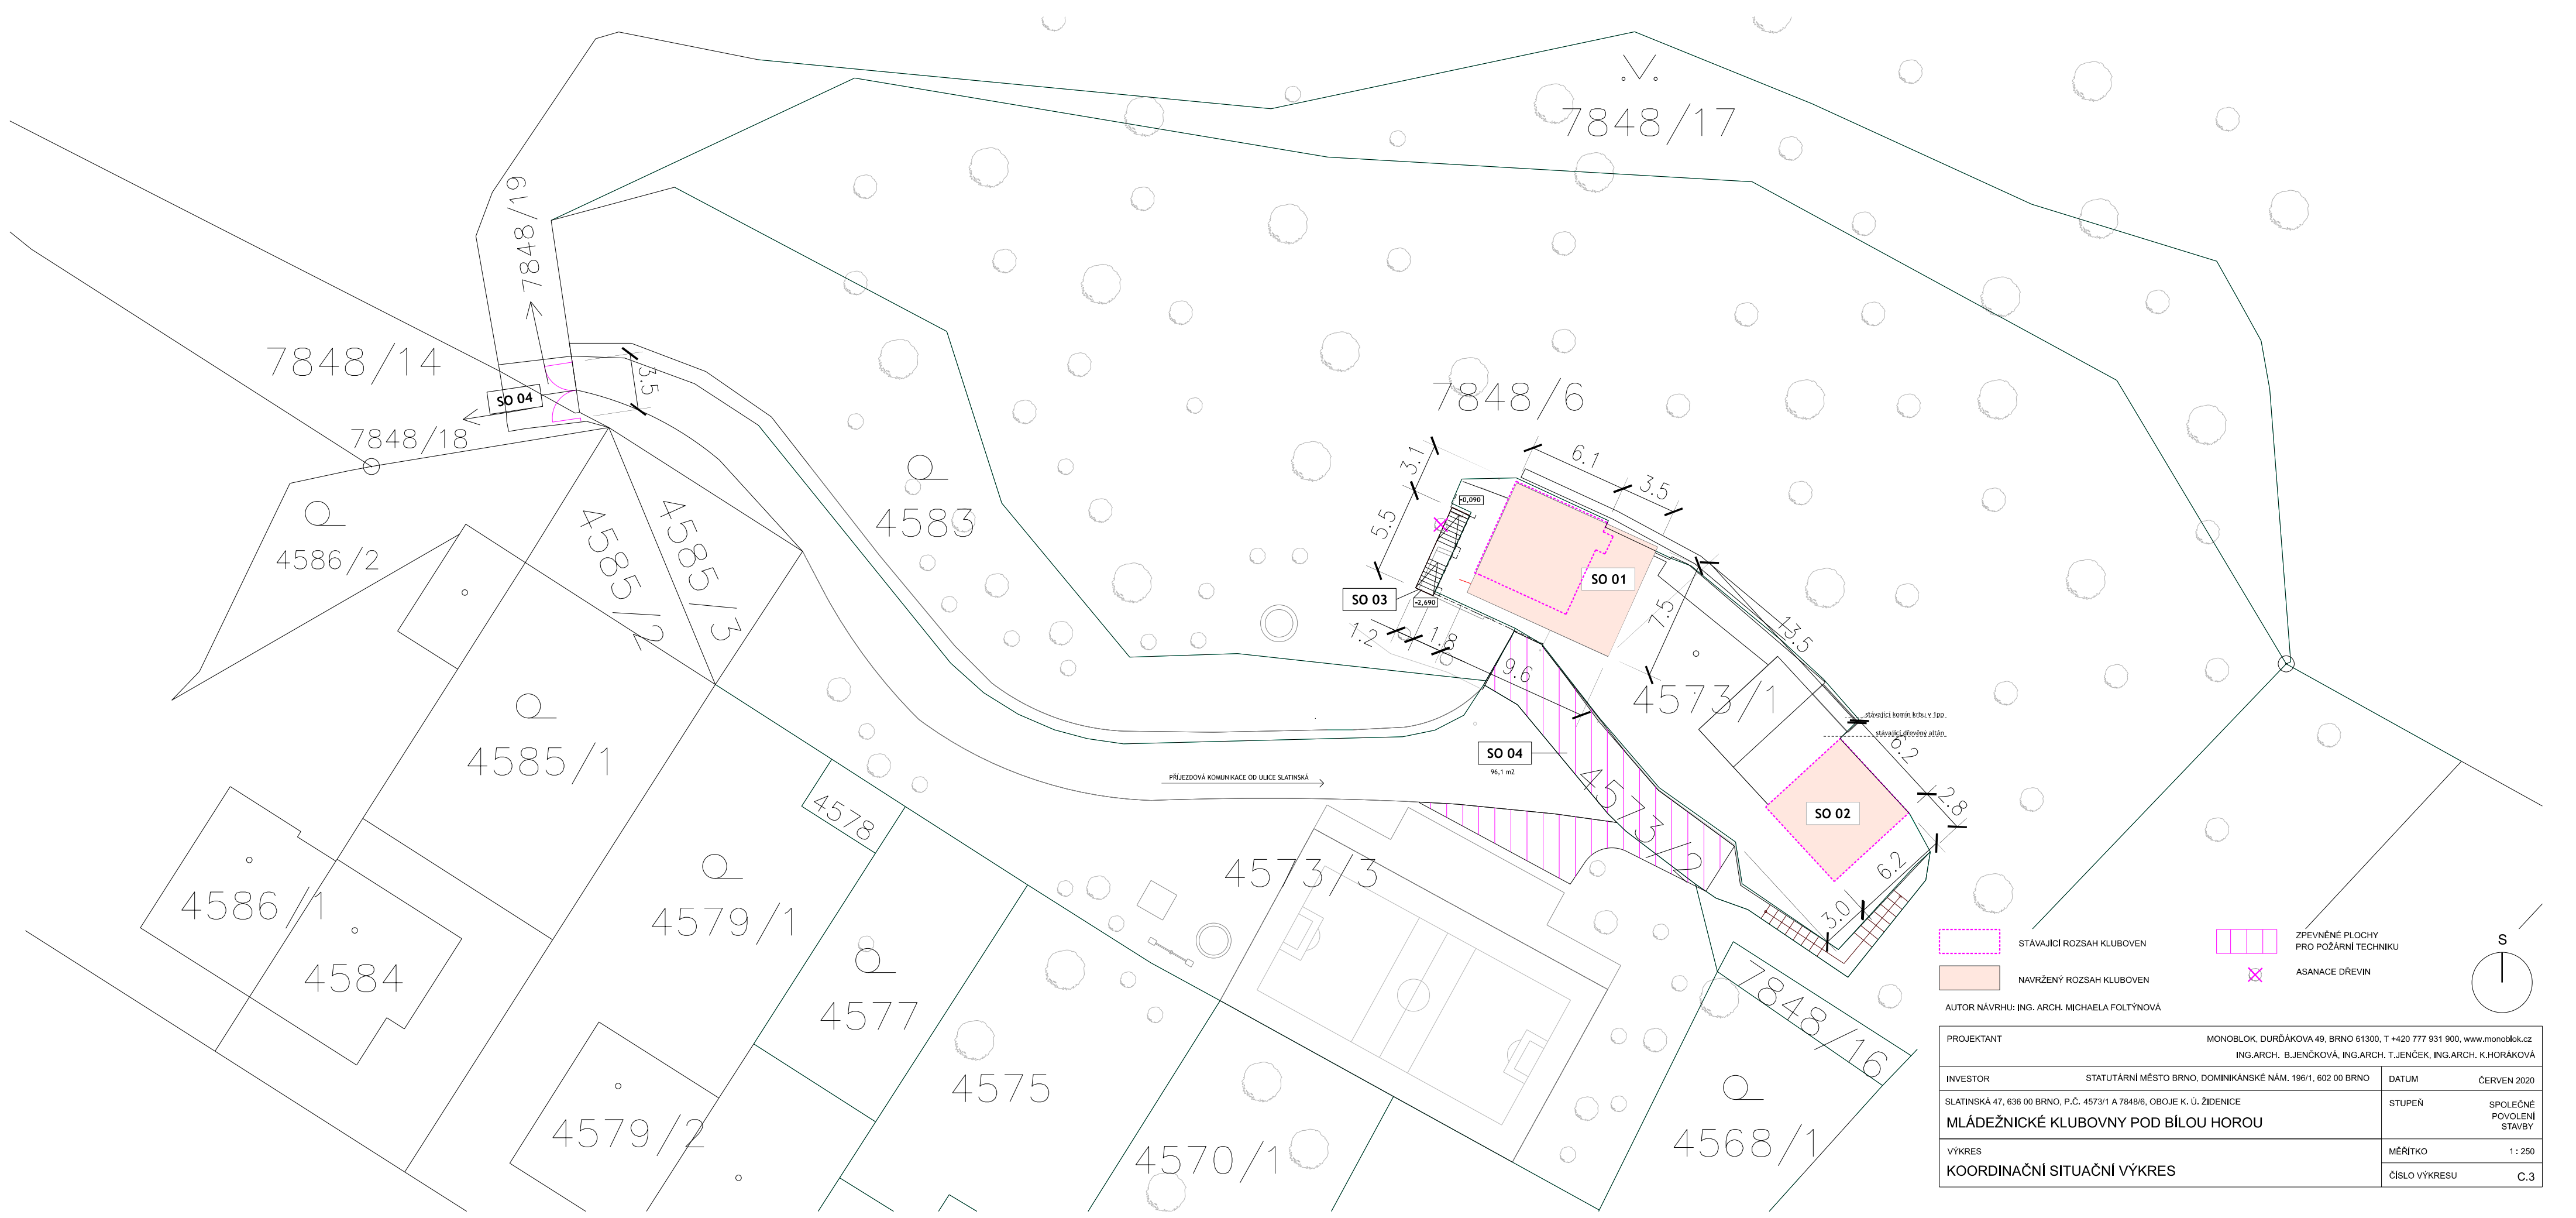 7848/17
7848/19
7848/14
3.5
SO 04
7848/18
7848/6
6.1
3.5
3.1
5.5
-0,090
4583
4586/2
4585/2
4585/3
SO 01
SO 03
-2,690
1.2
1.8
9.6
7.5
13.5
4573/1
stávající komín krbu v 1pp
stávající dřevěný altán
6.2
2.8
SO 04
96,1 m2
4585/1
PŘÍJEZDOVÁ KOMUNIKACE OD ULICE SLATINSKÁ
4573/2
SO 02
4578
4573/3
6.2
3.0
4586/1
4584
4579/1
4577
4575
4579/2
4570/1
7848/16
4568/1
STÁVAJÍCÍ ROZSAH KLUBOVEN
NAVRŽENÝ ROZSAH KLUBOVEN
ZPEVNĚNÉ PLOCHY
PRO POŽÁRNÍ TECHNIKU
ASANACE DŘEVIN
S
AUTOR NÁVRHU: ING. ARCH. MICHAELA FOLTÝNOVÁ
PROJEKTANT
MONOBLOK, DURĎÁKOVA 49, BRNO 61300, T +420 777 931 900, www.monoblok.cz
ING.ARCH. B.JENČKOVÁ, ING.ARCH. T.JENČEK, ING.ARCH. K.HORÁKOVÁ
INVESTOR
STATUTÁRNÍ MĚSTO BRNO, DOMINIKÁNSKÉ NÁM. 196/1, 602 00 BRNO
DATUM
ČERVEN 2020
SLATINSKÁ 47, 636 00 BRNO, P.Č. 4573/1 A 7848/6, OBOJE K. Ú. ŽIDENICE
MLÁDEŽNICKÉ KLUBOVNY POD BÍLOU HOROU
STUPEŇ
SPOLEČNÉ
POVOLENÍ
STAVBY
VÝKRES
KOORDINAČNÍ SITUAČNÍ VÝKRES
MĚŘÍTKO
1 : 250
ČÍSLO VÝKRESU
C.3